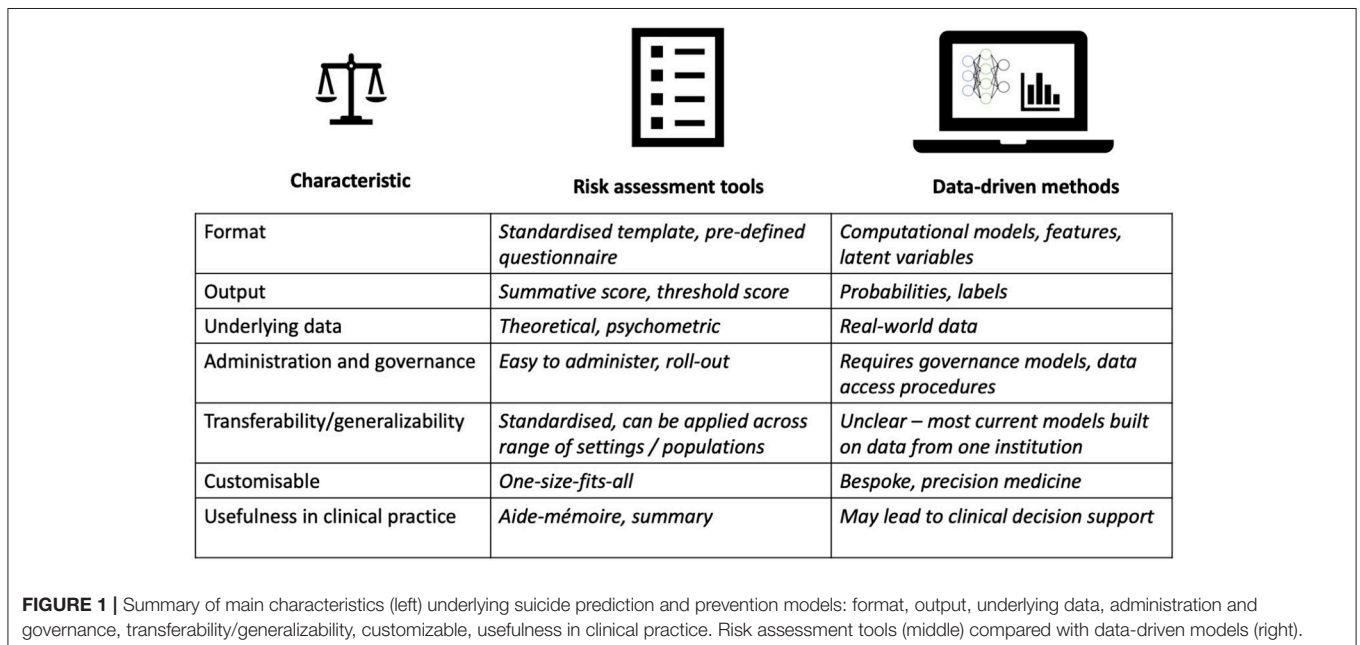 Characteristic
Risk assessment tools
Data-driven methods
Format
Standardised template, pre-defined
questionnaire
Computational models, features,
latent variables
Output
Summative score, threshold score
Probabilities, labels
Underlying data
Theoretical, psychometric
Real-world data
Administration and governance
Easy to administer, roll-out
Requires governance models, data
access procedures
Transferability/generalizability
Standardised, can be applied across
range of settings / populations
Unclear – most current models built
on data from one institution
Customisable
One-size-fits-all
Bespoke, precision medicine
Usefulness in clinical practice
Aide-mémoire, summary
May lead to clinical decision support
FIGURE 1 | Summary of main characteristics (left) underlying suicide prediction and prevention models: format, output, underlying data, administration and
governance, transferability/generalizability, customizable, usefulness in clinical practice. Risk assessment tools (middle) compared with data-driven models (right).